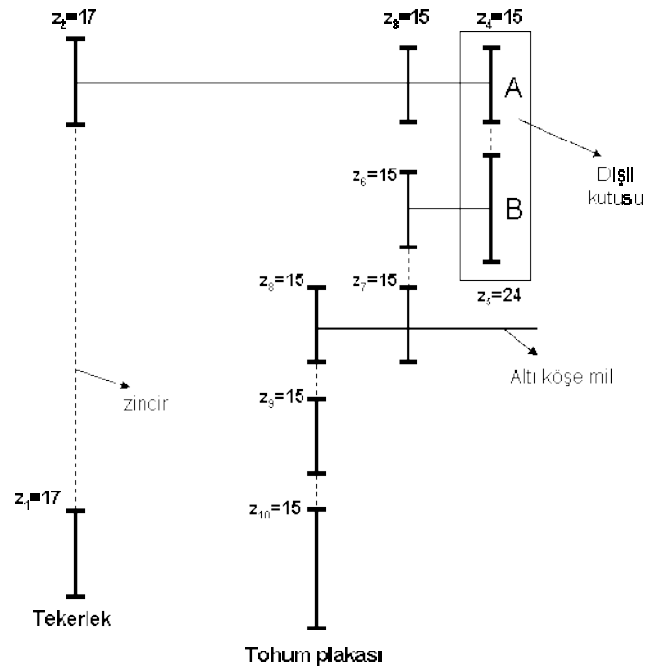 z₂=17
z₃=15
z₄=15
A
z₆=15
B
Dişli
kutusu
z₈=15
z₇=15
z₅=24
Altı köşe mil
zincir
z₉=15
z₁=17
z₁₀=15
Tekerlek
Tohum plakası